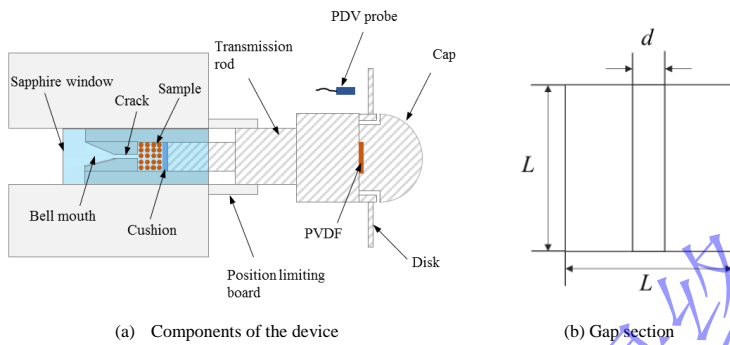 PDV probe
Transmission
rod
Cap
Sapphire window
Sample
Crack
Bell mouth
Cushion
PVDF
Position limiting
board
Disk
(a) Components of the device
d
L
L
(b) Gap section